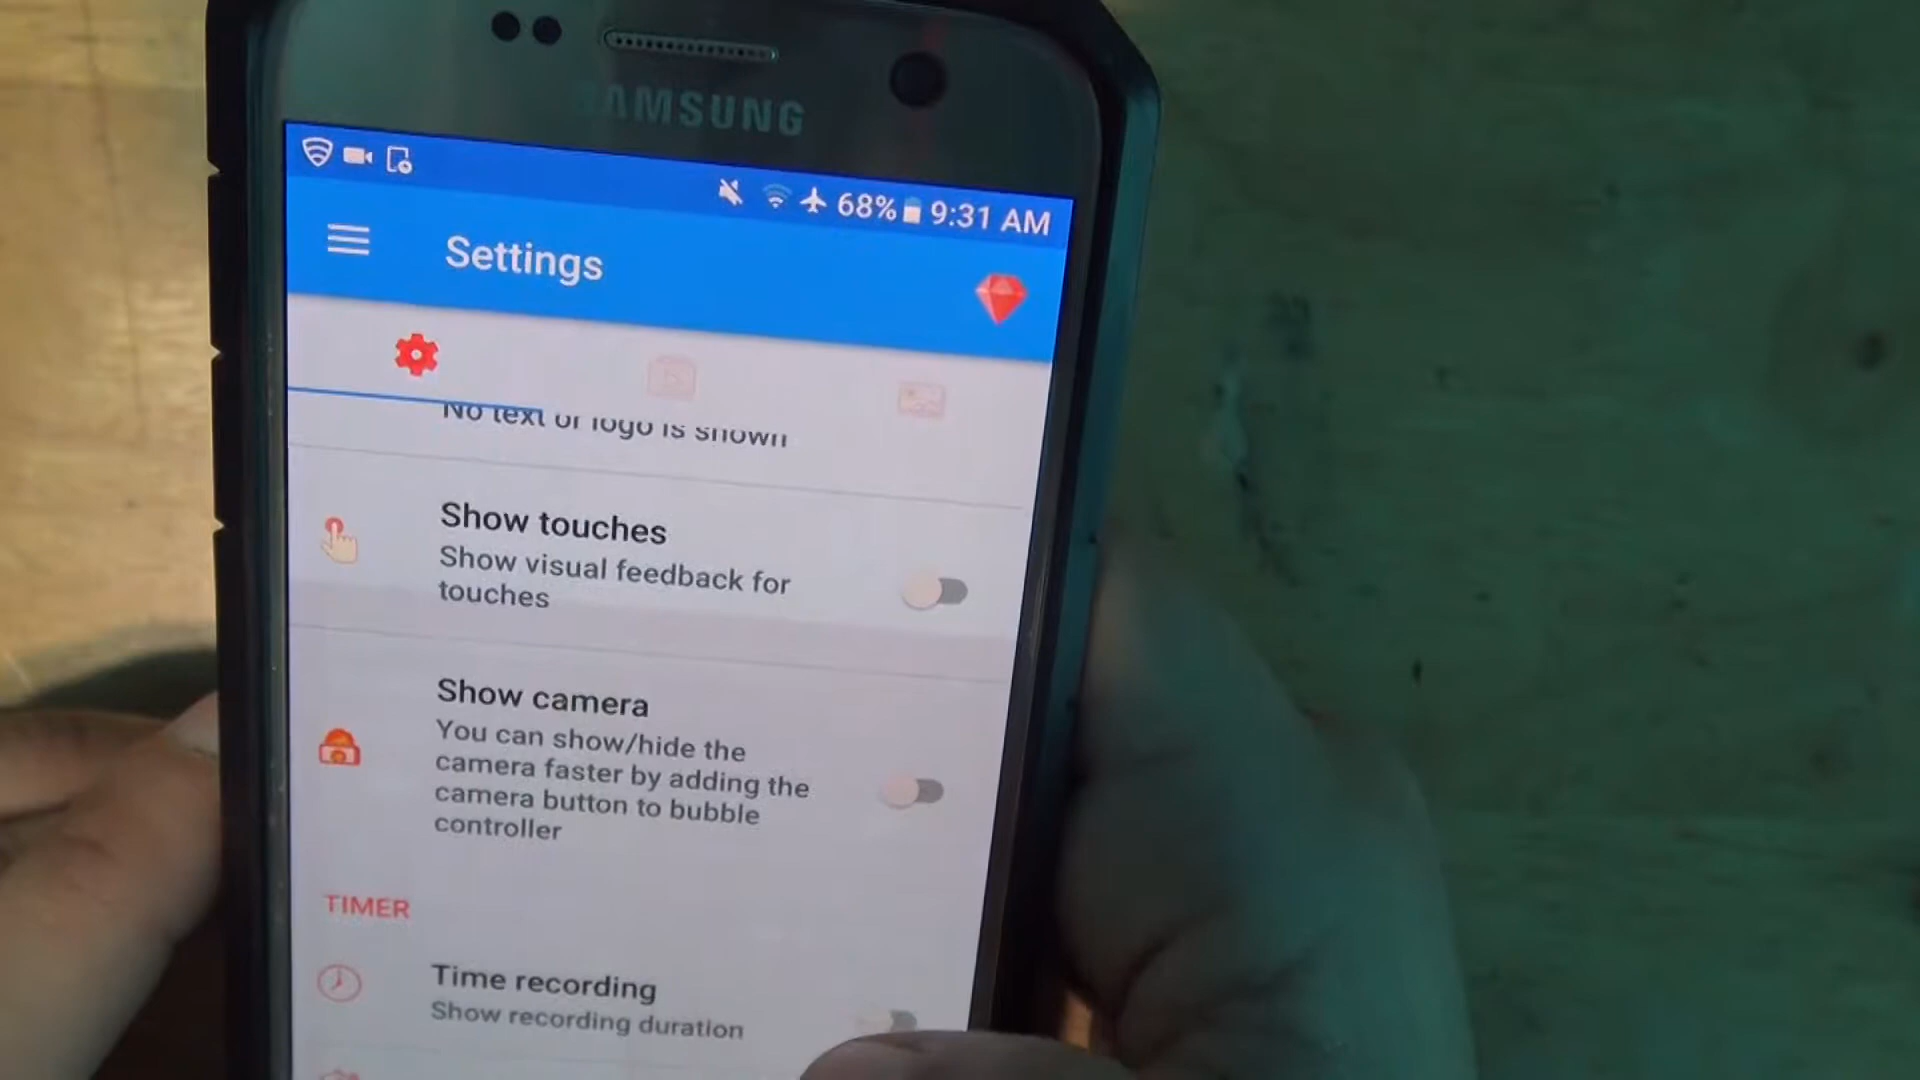 SAMSUNG
68% 9:31 AM
Settings
No text or logo is shown
Show touches
Show visual feedback for
touches
Show camera
You can show/hide the
camera faster by adding the
camera button to bubble
controller
TIMER
Time recording
Show recording duration